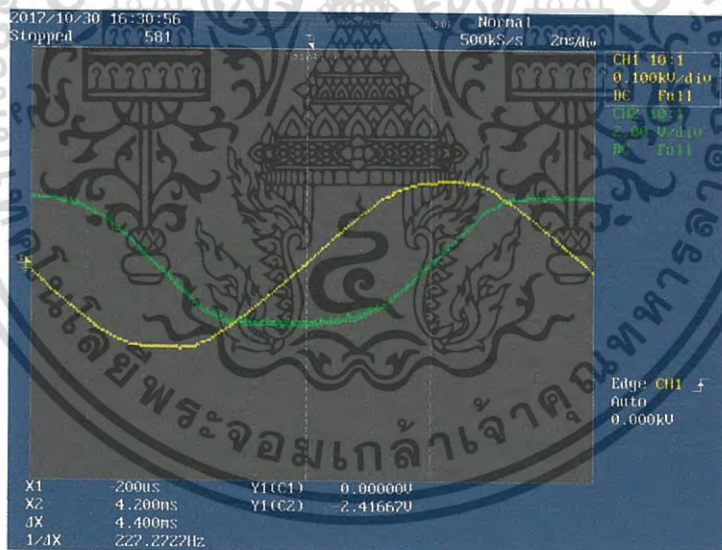 2017/10/30 16:30:56
Stopped 581
Normal
500kS/s 2ms/div
CH1 10:1
0.100kV/div
DC Full
CH2 10:1
2.00 V/div
DC Full
Edge CH1
Auto
0.000kV
X1 -200us Y1(C1) 0.00000V
X2 4.200ms Y1(C2) -2.41667V
ΔX 4.400ms
1/ΔX 227.2727Hz
พระจอมเกล้าเจ้าคุณทหารลาด